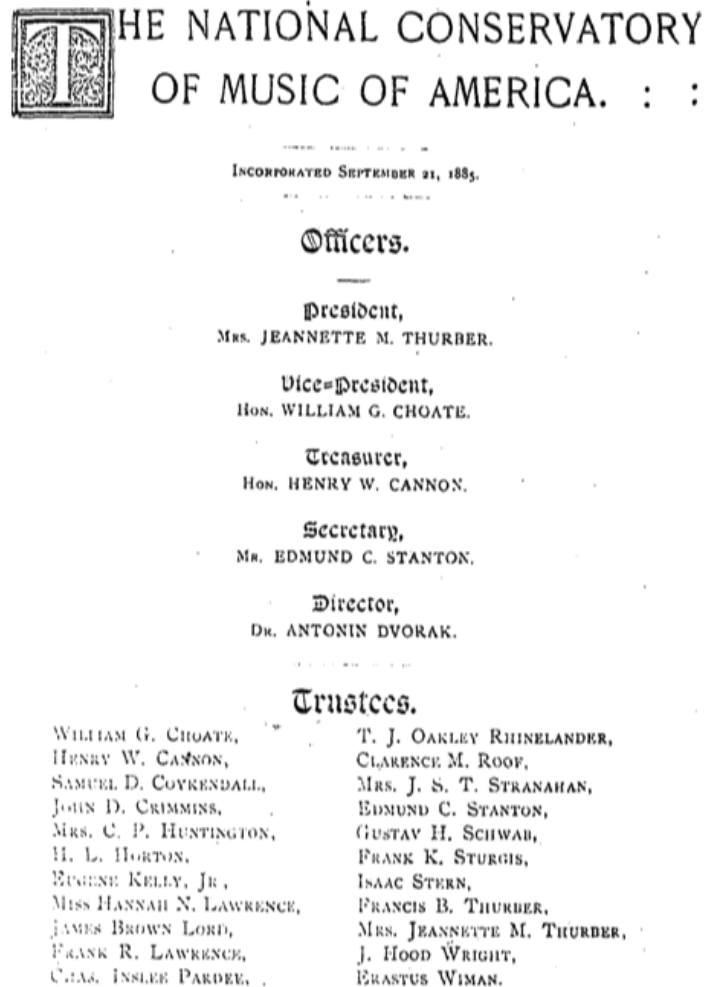 THE NATIONAL CONSERVATORY
OF MUSIC OF AMERICA. : :
INCORPORATED SEPTEMBER 21, 1885.
Officers.
President,
MRS. JEANNETTE M. THURBER.
Vice=President,
HON. WILLIAM G. CHOATE.
Treasurer,
HON. HENRY W. CANNON.
Secretary,
MR. EDMUND C. STANTON.
Director,
DR. ANTONIN DVORAK.
Trustees.
WILLIAM G. CHOATE,
HENRY W. CANNON,
SAMUEL D. COYKENDALL,
JOHN D. CRIMMINS,
MRS. C. P. HUNTINGTON,
H. L. HORTON,
EUGENE KELLY, JR.,
MISS HANNAH N. LAWRENCE,
JAMES BROWN LORD,
FRANK R. LAWRENCE,
CHAS. INSLEE PARDEE,
T. J. OAKLEY RHINELANDER,
CLARENCE M. ROOF,
MRS. J. S. T. STRANAHAN,
EDMUND C. STANTON,
GUSTAV H. SCHWAB,
FRANK K. STURGIS,
ISAAC STERN,
FRANCIS B. THURBER,
MRS. JEANNETTE M. THURBER,
J. HOOD WRIGHT,
ERASTUS WIMAN.